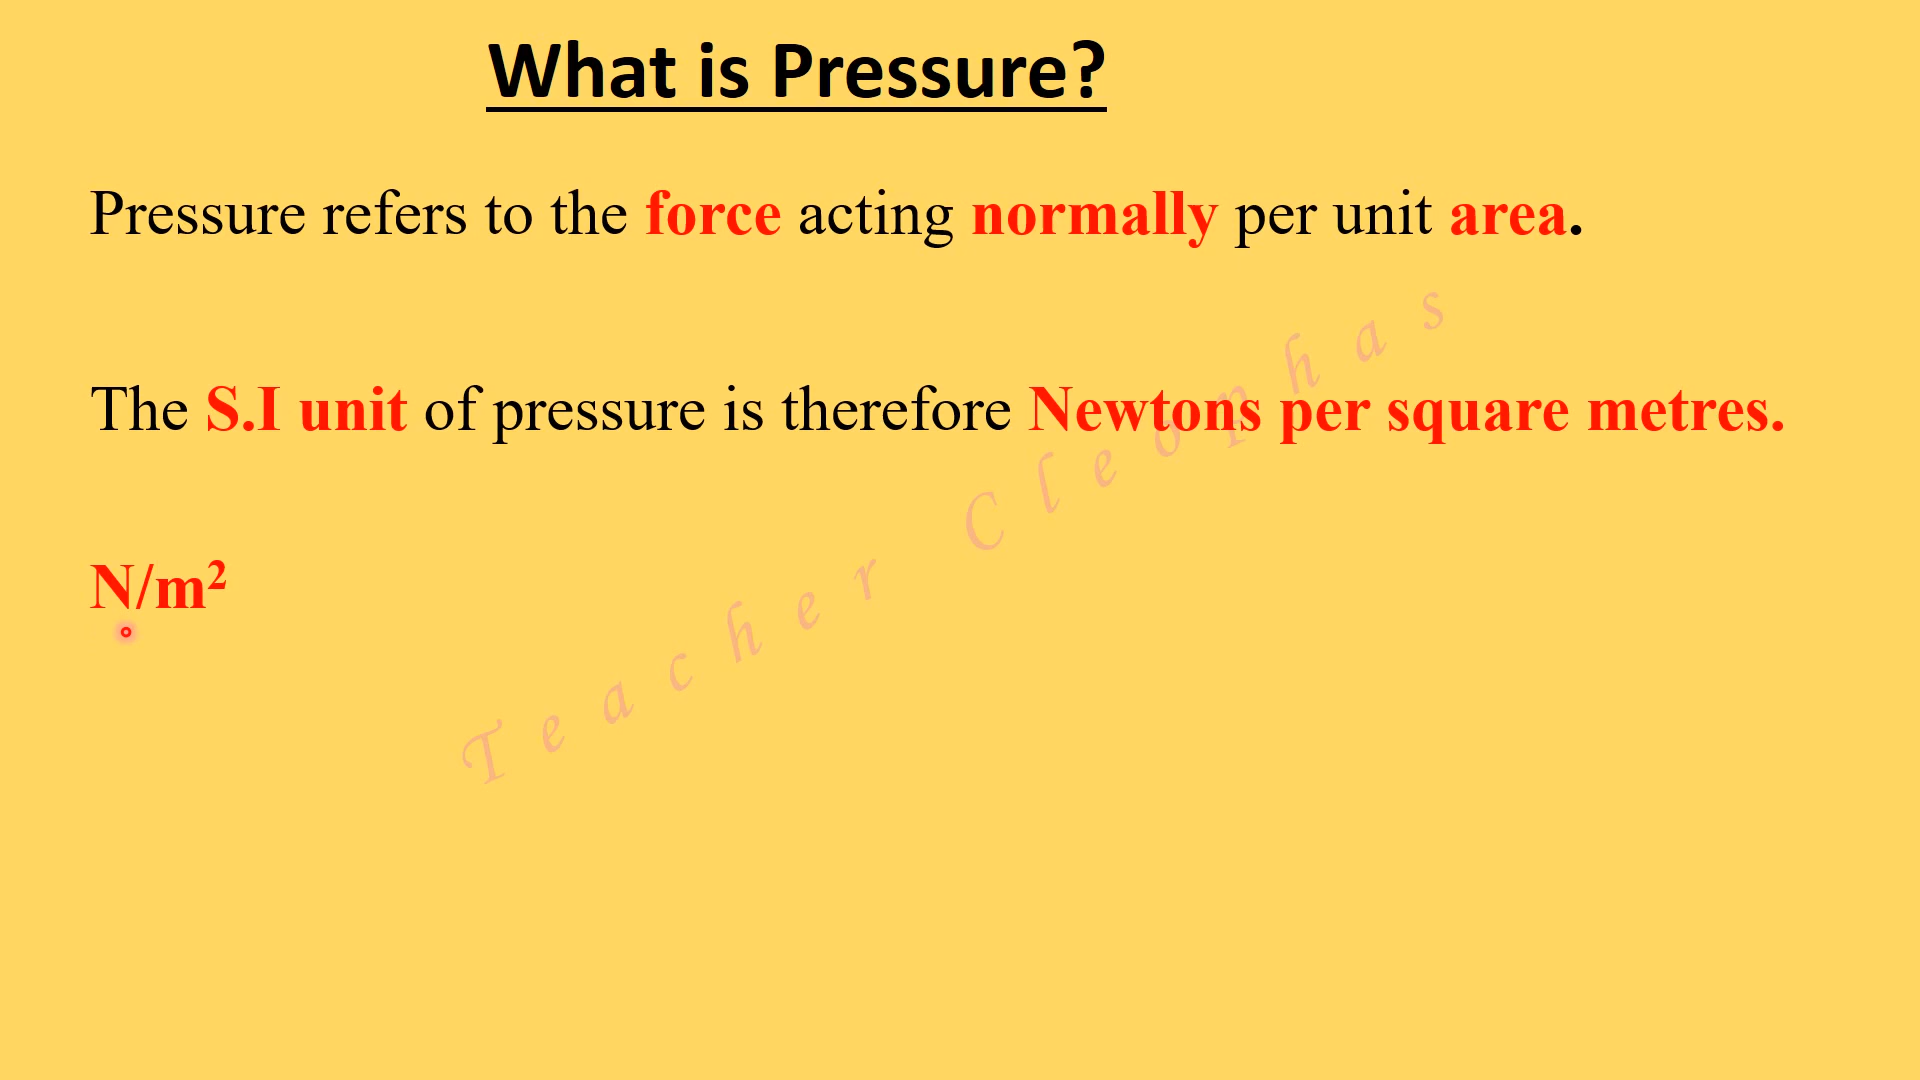 What is Pressure?
Pressure refers to the force acting normally per unit area.
The S.I unit of pressure is therefore Newtons per square metres.
N/m²
Teacher Cleophas